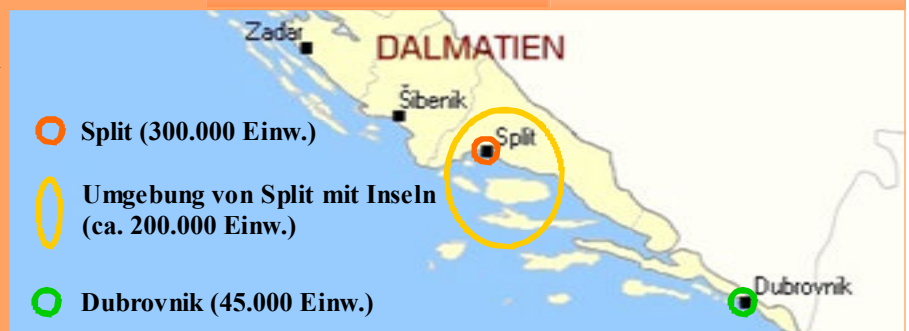 Zadar
DALMATIEN
Šibenik
Split (300.000 Einw.)
Split
Umgebung von Split mit Inseln
(ca. 200.000 Einw.)
Dubrovnik
Dubrovnik (45.000 Einw.)